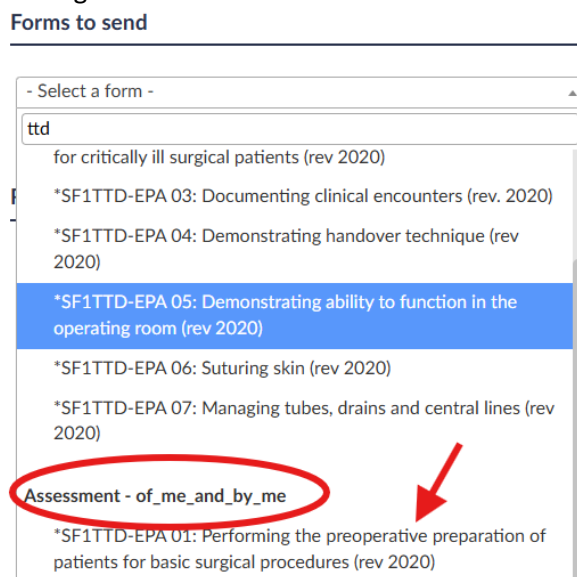 Forms to send
- Select a form -
ttd
for critically ill surgical patients (rev 2020)
*SF1TTD-EPA 03: Documenting clinical encounters (rev. 2020)
*SF1TTD-EPA 04: Demonstrating handover technique (rev
2020)
*SF1TTD-EPA 05: Demonstrating ability to function in the
operating room (rev 2020)
*SF1TTD-EPA 06: Suturing skin (rev 2020)
*SF1TTD-EPA 07: Managing tubes, drains and central lines (rev
2020)
Assessment - of_me_and_by_me
*SF1TTD-EPA 01: Performing the preoperative preparation of
patients for basic surgical procedures (rev 2020)